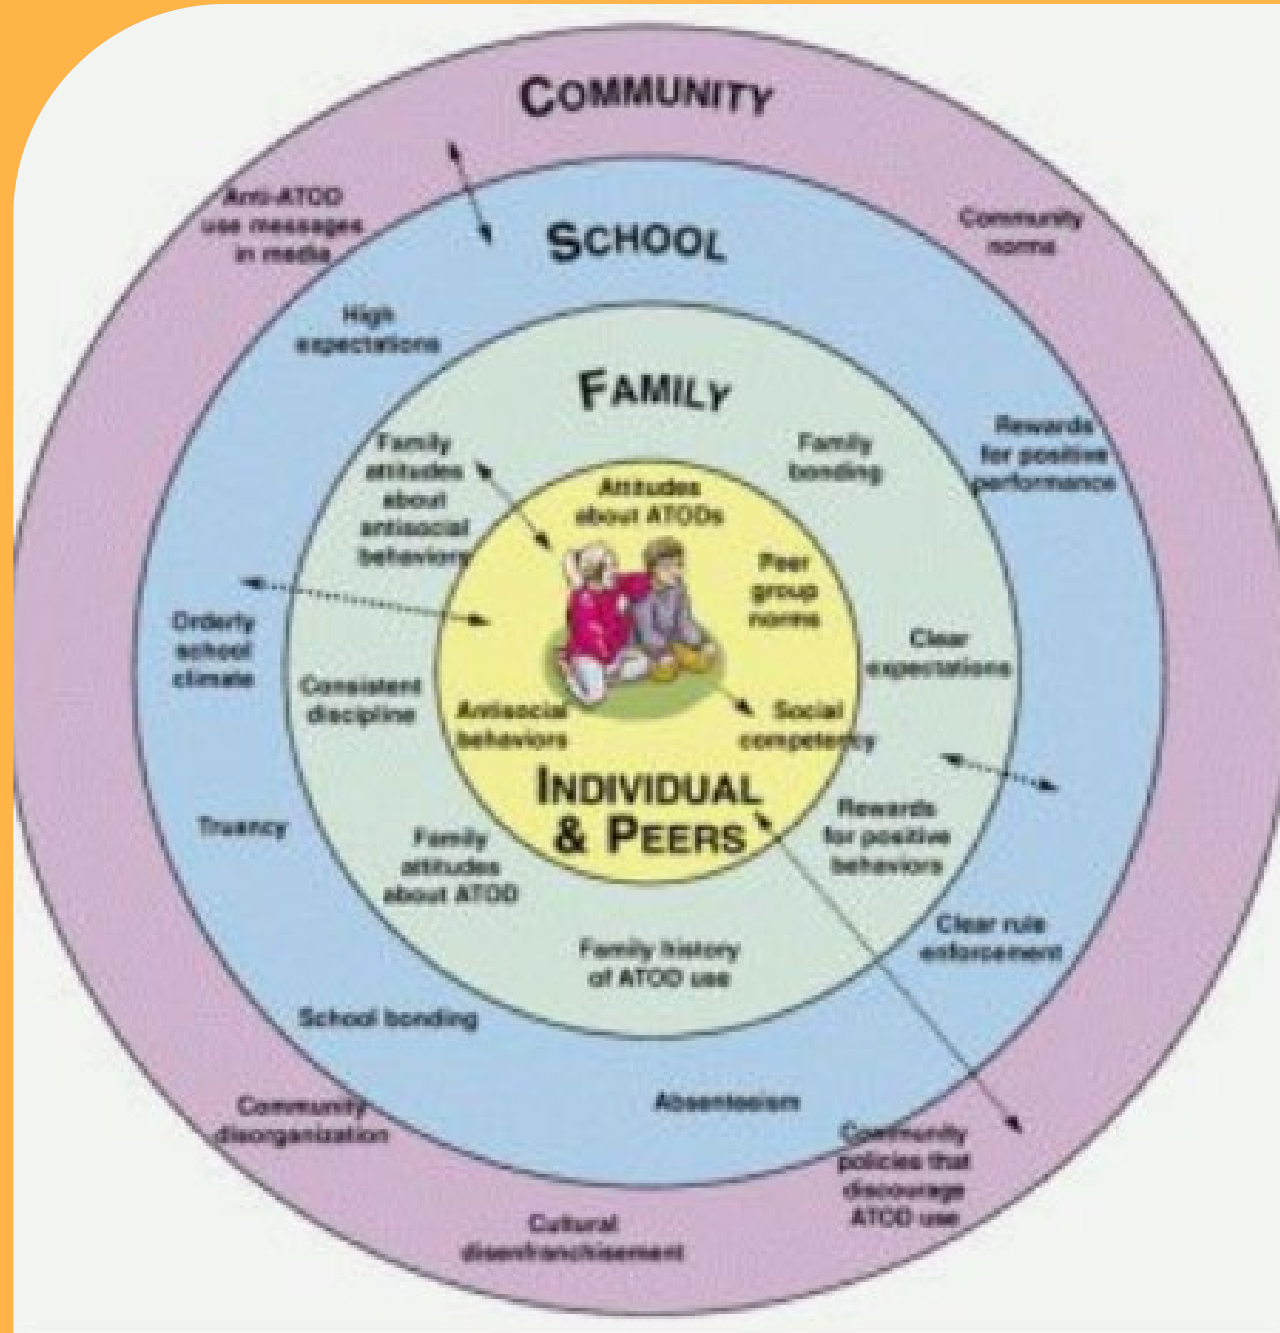 COMMUNITY
Anti-ATOD
use messages
in media
Community
norms
SCHOOL
High
expectations
Rewards
for positive
performance
FAMILY
Family
attitudes
about
antisocial
behaviors
Family
bonding
Attitudes
about ATODs
Peer
group
norms
Orderly
school
climate
Clear
expectations
Consistent
discipline
Antisocial
behaviors
Social
competency
INDIVIDUAL
& PEERS
Truancy
Family
attitudes
about ATOD
Rewards
for positive
behaviors
Clear rule
enforsement
Family history
of ATOD use
School bonding
Absenteeism
Community
disorganization
Community
policies that
discourage
ATOD use
Cultural
disenfranchisement